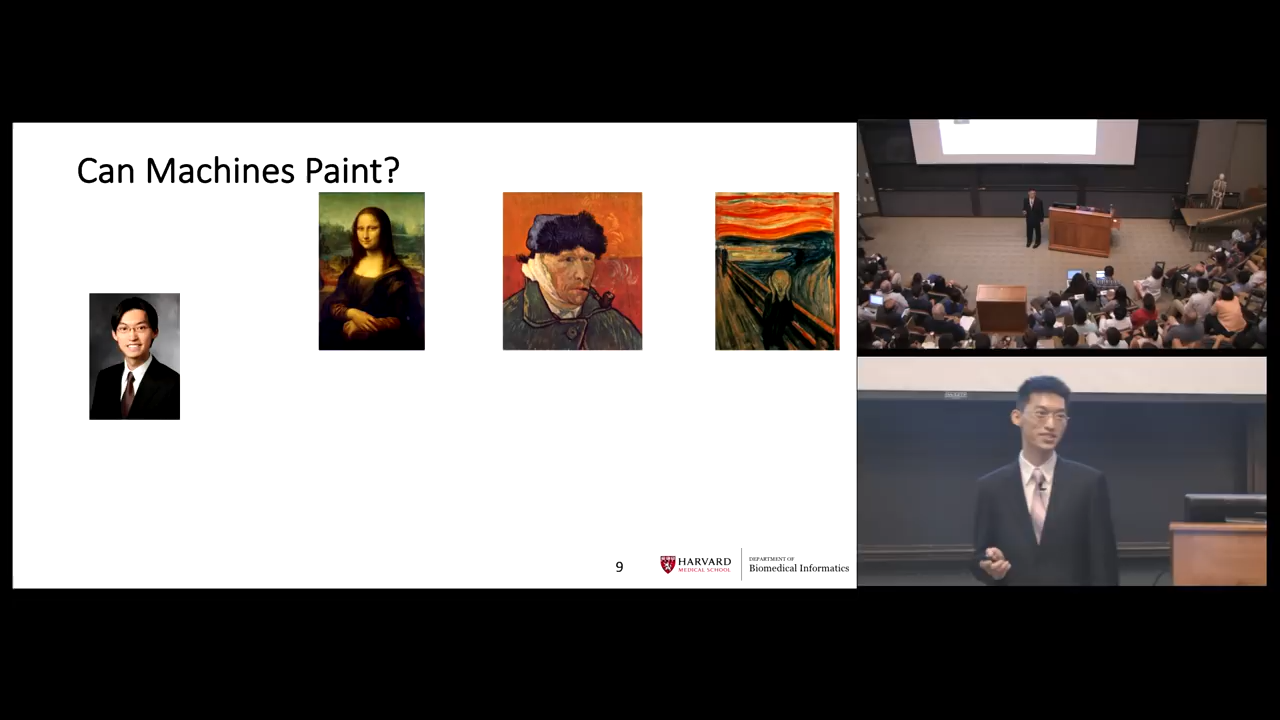 Can Machines Paint?
9
HARVARD
MEDICAL SCHOOL
DEPARTMENT OF
Biomedical Informatics